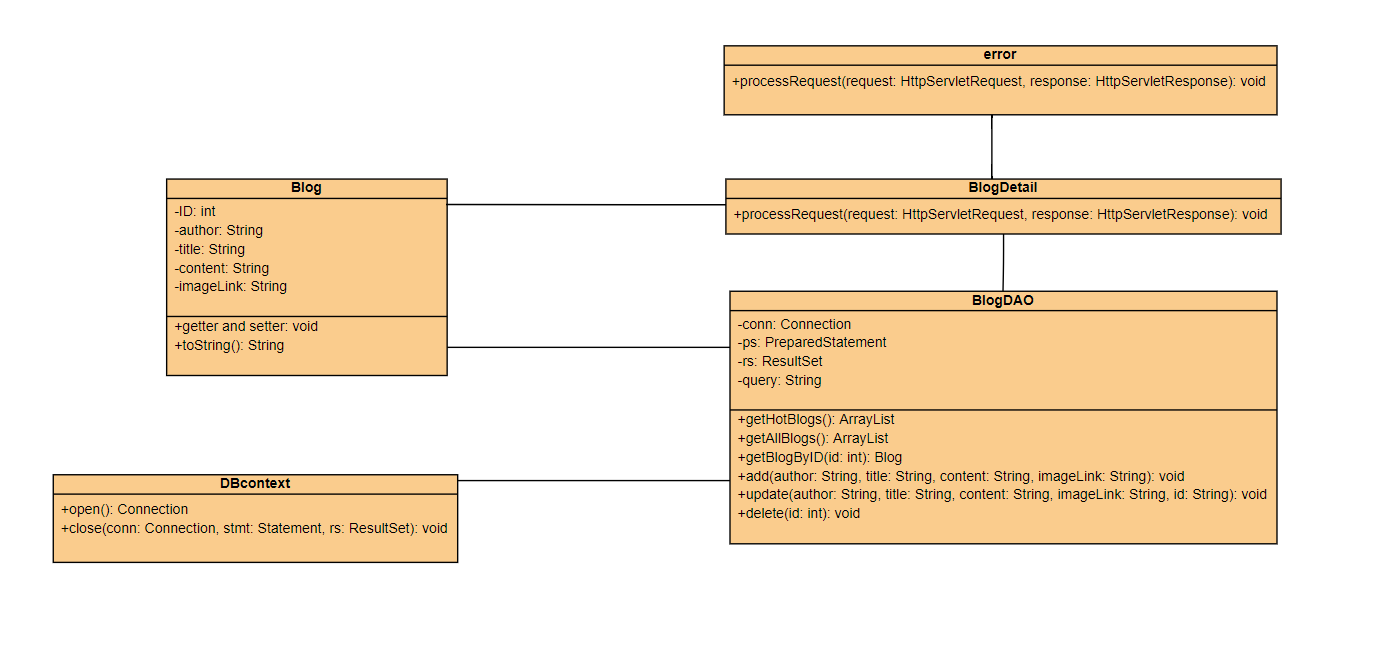 error
+processRequest(request: HttpServletRequest, response: HttpServletResponse): void
Blog
-ID: int
-author: String
-title: String
-content: String
-imageLink: String
+getter and setter: void
+toString(): String
BlogDetail
+processRequest(request: HttpServletRequest, response: HttpServletResponse): void
BlogDAO
-conn: Connection
-ps: PreparedStatement
-rs: ResultSet
-query: String
+getHotBlogs(): ArrayList
+getAllBlogs(): ArrayList
+getBlogByID(id: int): Blog
+add(author: String, title: String, content: String, imageLink: String): void
+update(author: String, title: String, content: String, imageLink: String, id: String): void
+delete(id: int): void
DBcontext
+open(): Connection
+close(conn: Connection, stmt: Statement, rs: ResultSet): void